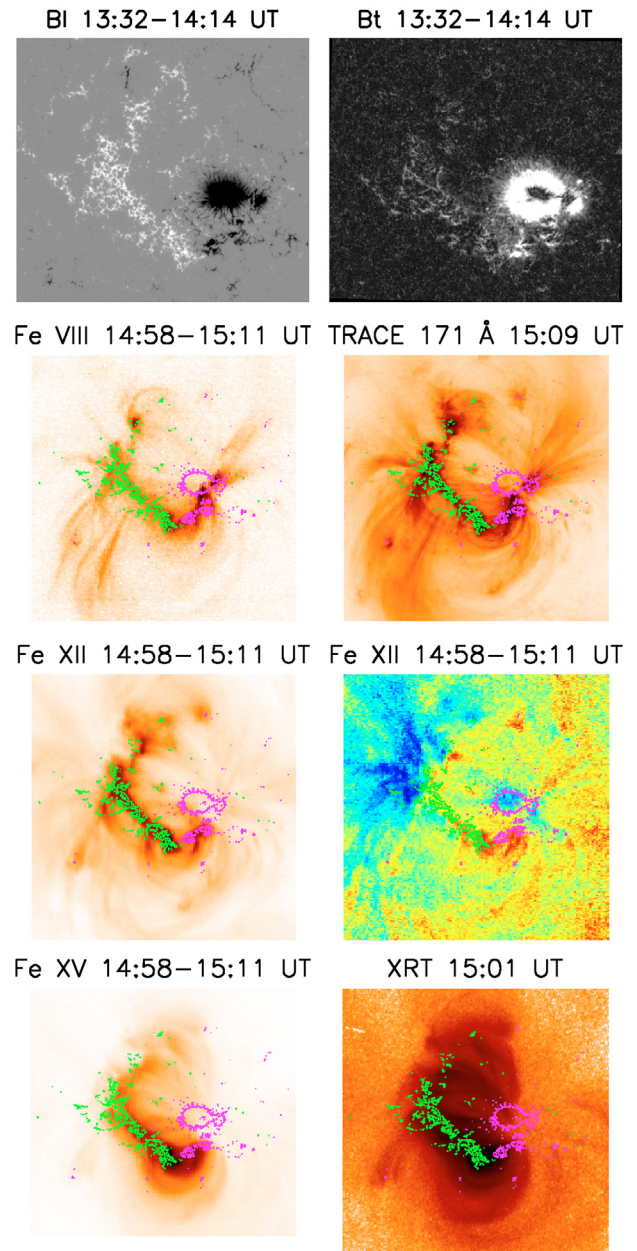 Bl 13:32−14:14 UT
Bt 13:32−14:14 UT
Fe VIII 14:58−15:11 UT
TRACE 171 Å 15:09 UT
Fe XII 14:58−15:11 UT
Fe XII 14:58−15:11 UT
Fe XV 14:58−15:11 UT
XRT 15:01 UT